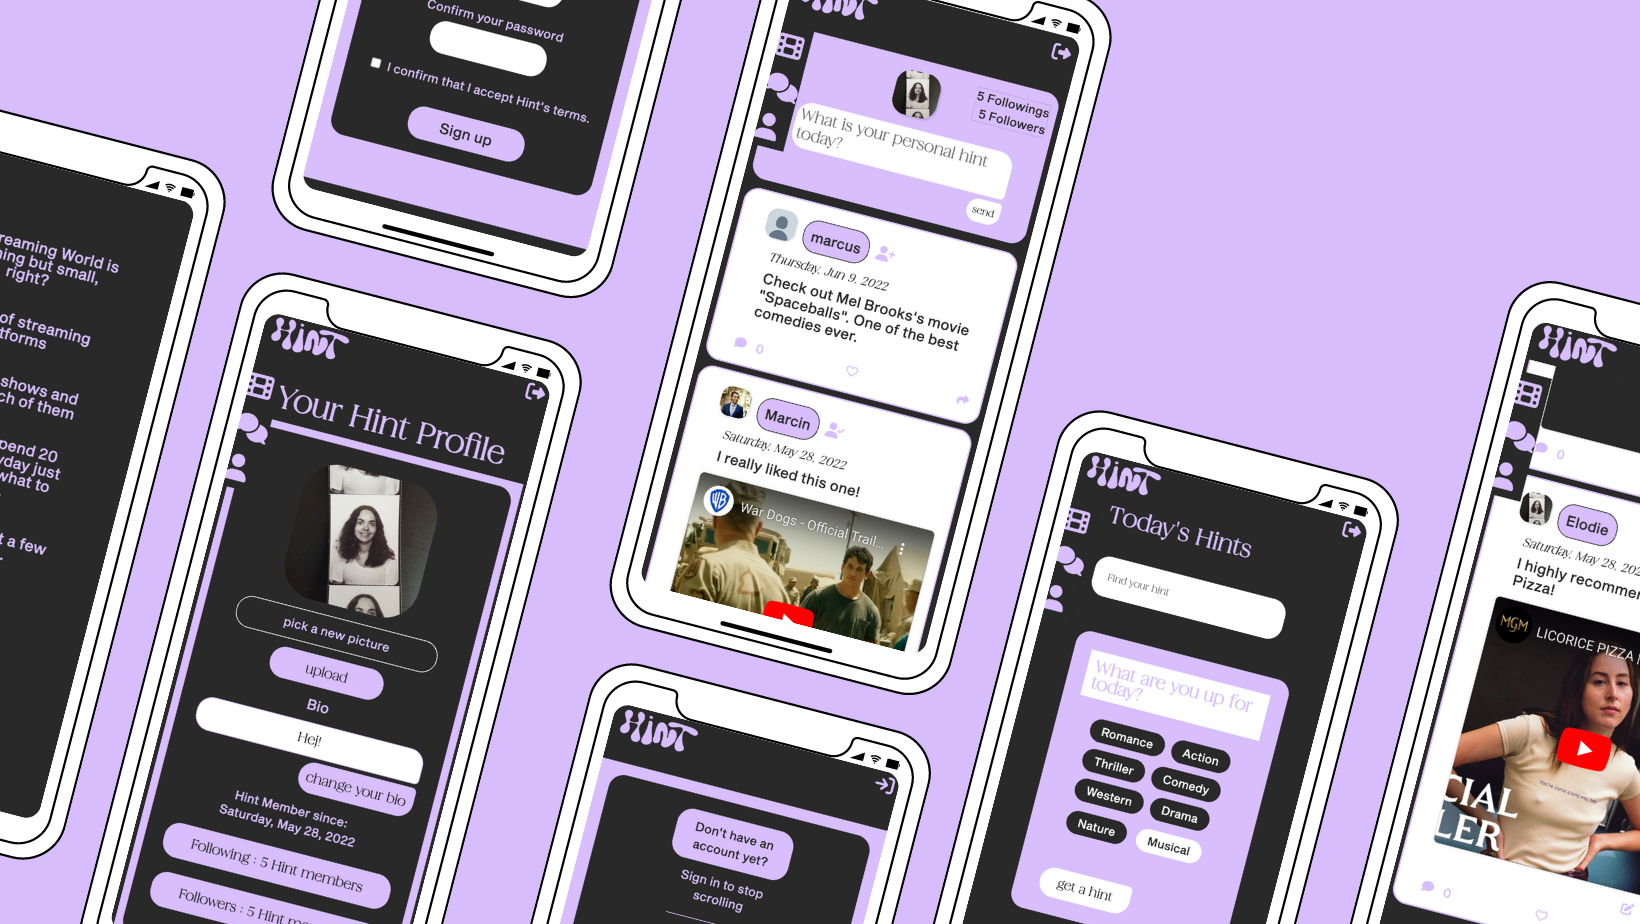 reaming World is
ing but small,
right?
of streaming
tforms
shows and
ch of them
pend 20
day just
what to
t a few
HiNT
Your Hint Profile
pick a new picture
upload
Bio
Hej!
change your bio
Hint Member since:
Saturday, May 28, 2022
Following : 5 Hint members
Followers : 5 Hint me
Confirm your password
I confirm that I accept Hint's terms.
Sign up
HiNT
5 Followings
5 Followers
What is your personal hint
today?
send
marcus
Thursday, Jun 9, 2022
Check out Mel Brooks's movie
"Spaceballs". One of the best
comedies ever.
0
Marcin
Saturday, May 28, 2022
I really liked this one!
War Dogs - Official Trail...
HiNT
Don't have an
account yet?
Sign in to stop
scrolling
HiNT
Today's Hints
Find your hint
What are you up for
today?
Romance
Action
Thriller
Comedy
Western
Drama
Nature
Musical
get a hint
HiNT
0
Elodie
Saturday, May 28, 202
I highly recomme
Pizza!
MGM
LICORICE PIZZA
CIAL
LER
0